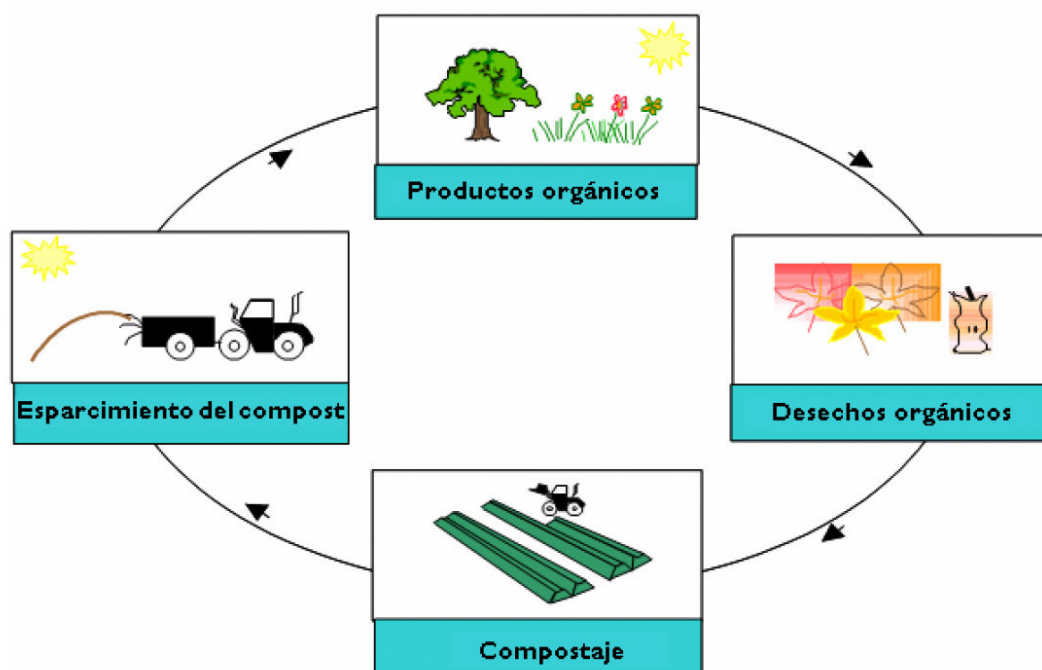 Productos orgánicos
Esparcimiento del compost
Desechos orgánicos
Compostaje